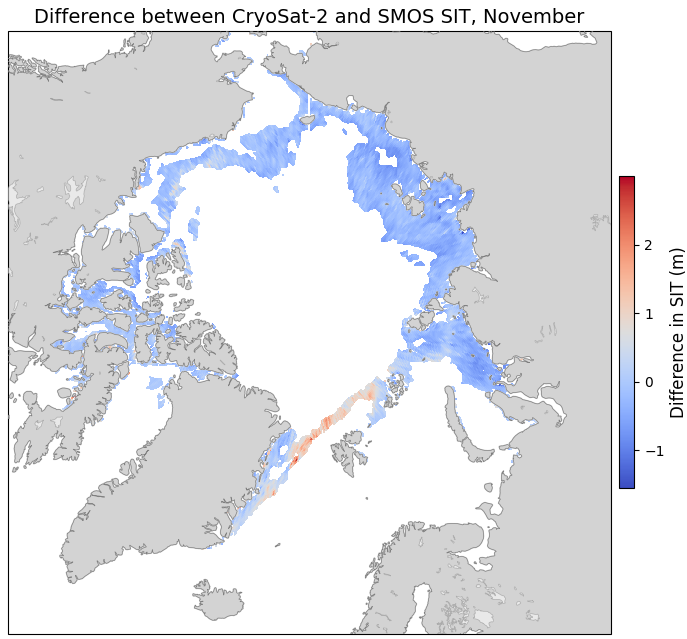 Difference between CryoSat-2 and SMOS SIT, November
2
1
0
−1
Difference in SIT (m)